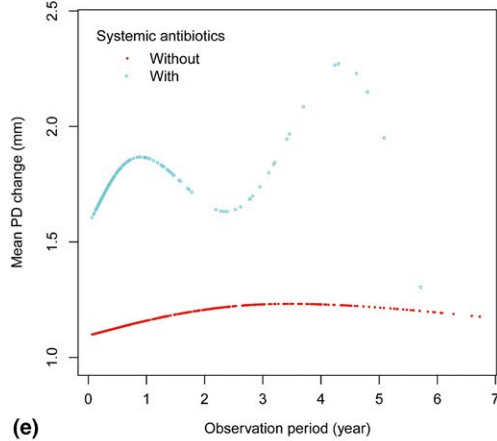 Systemic antibiotics
Without
With
Mean PD change (mm)
2.5
2.0
1.5
1.0
0 1 2 3 4 5 6 7
Observation period (year)
(e)